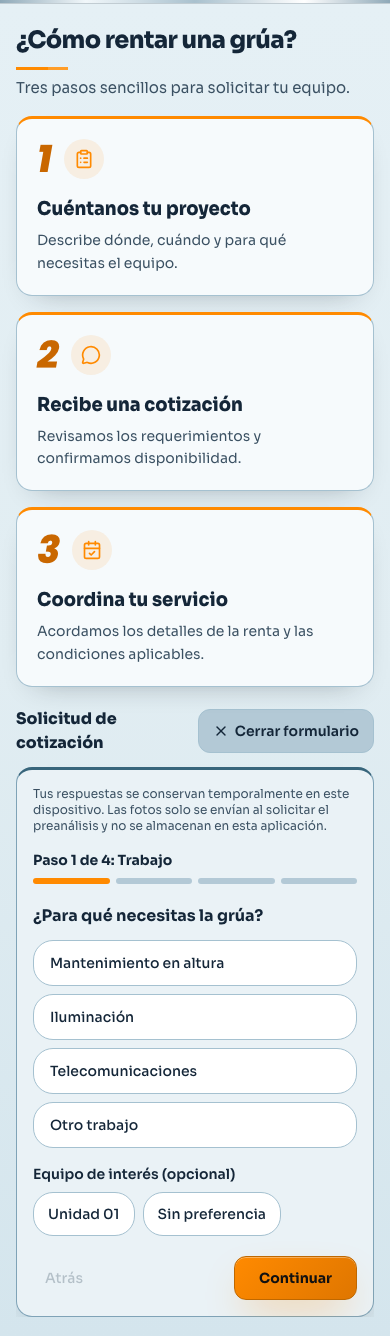 ¿Cómo rentar una grúa?
Tres pasos sencillos para solicitar tu equipo.
1
Cuéntanos tu proyecto
Describe dónde, cuándo y para qué
necesitas el equipo.
2
Recibe una cotización
Revisamos los requerimientos y
confirmamos disponibilidad.
3
Coordina tu servicio
Acordamos los detalles de la renta y las
condiciones aplicables.
Solicitud de
cotización
Cerrar formulario
Tus respuestas se conservan temporalmente en este
dispositivo. Las fotos solo se envían al solicitar el
preanálisis y no se almacenan en esta aplicación.
Paso 1 de 4: Trabajo
¿Para qué necesitas la grúa?
Mantenimiento en altura
Iluminación
Telecomunicaciones
Otro trabajo
Equipo de interés (opcional)
Unidad 01
Sin preferencia
Atrás
Continuar